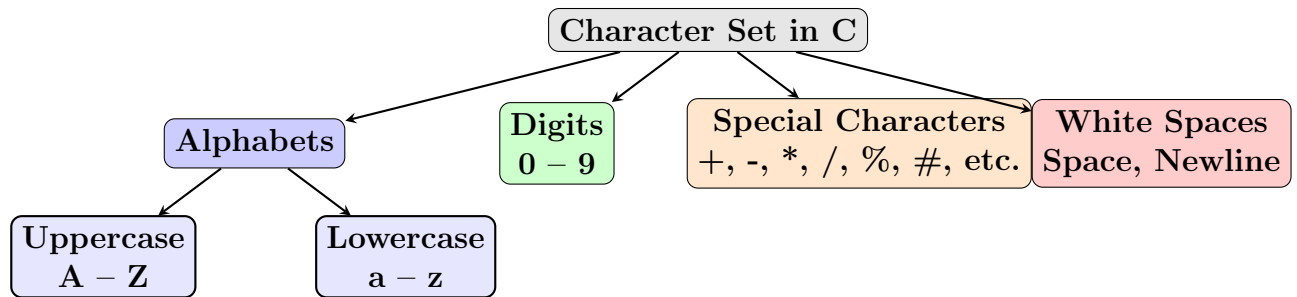 Character Set in C
Alphabets
Digits
0 – 9
Special Characters
+, -, *, /, %, #, etc.
White Spaces
Space, Newline
Uppercase
A – Z
Lowercase
a – z